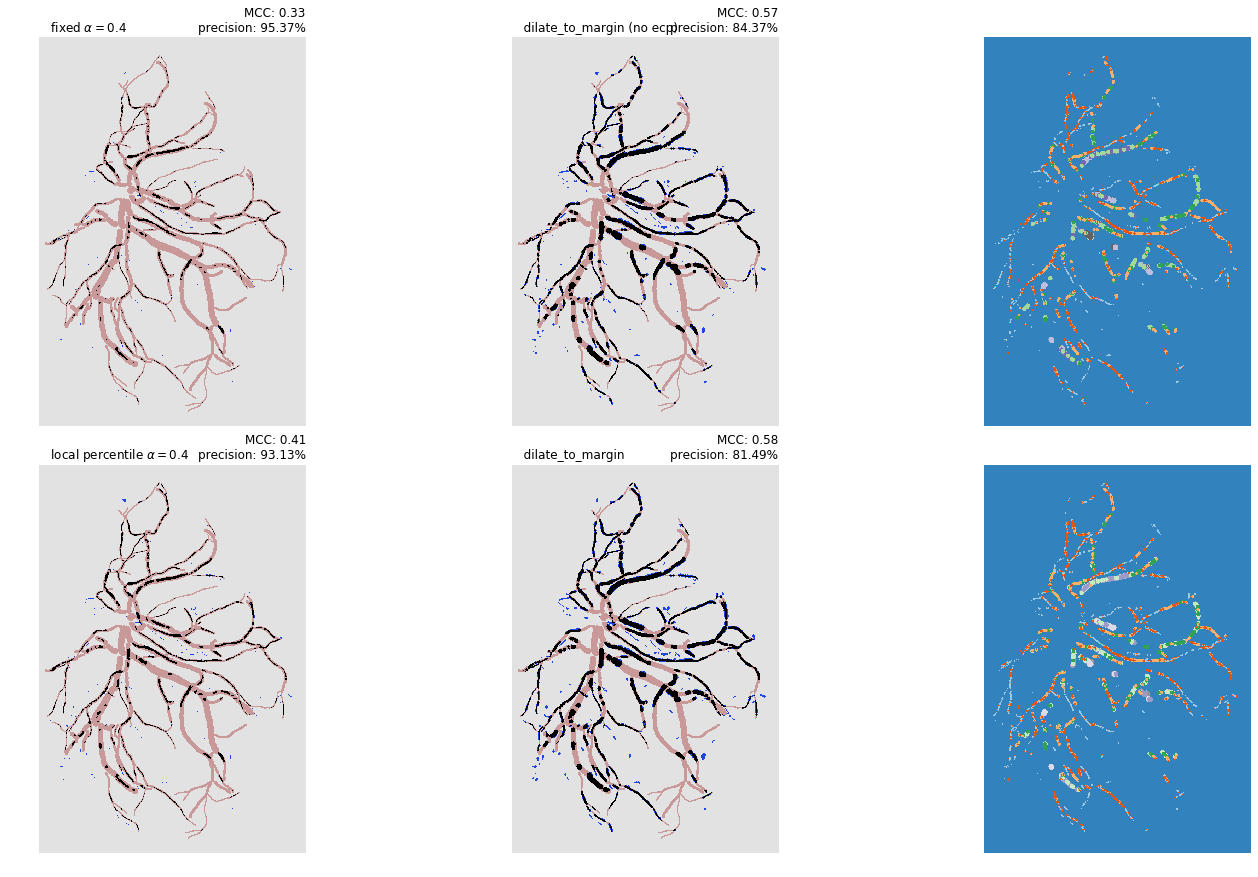 MCC: 0.33
fixed α = 0.4 precision: 95.37%
MCC: 0.57
dilate_to_margin (no ecp) precision: 84.37%
MCC: 0.41
local percentile α = 0.4 precision: 93.13%
MCC: 0.58
dilate_to_margin precision: 81.49%